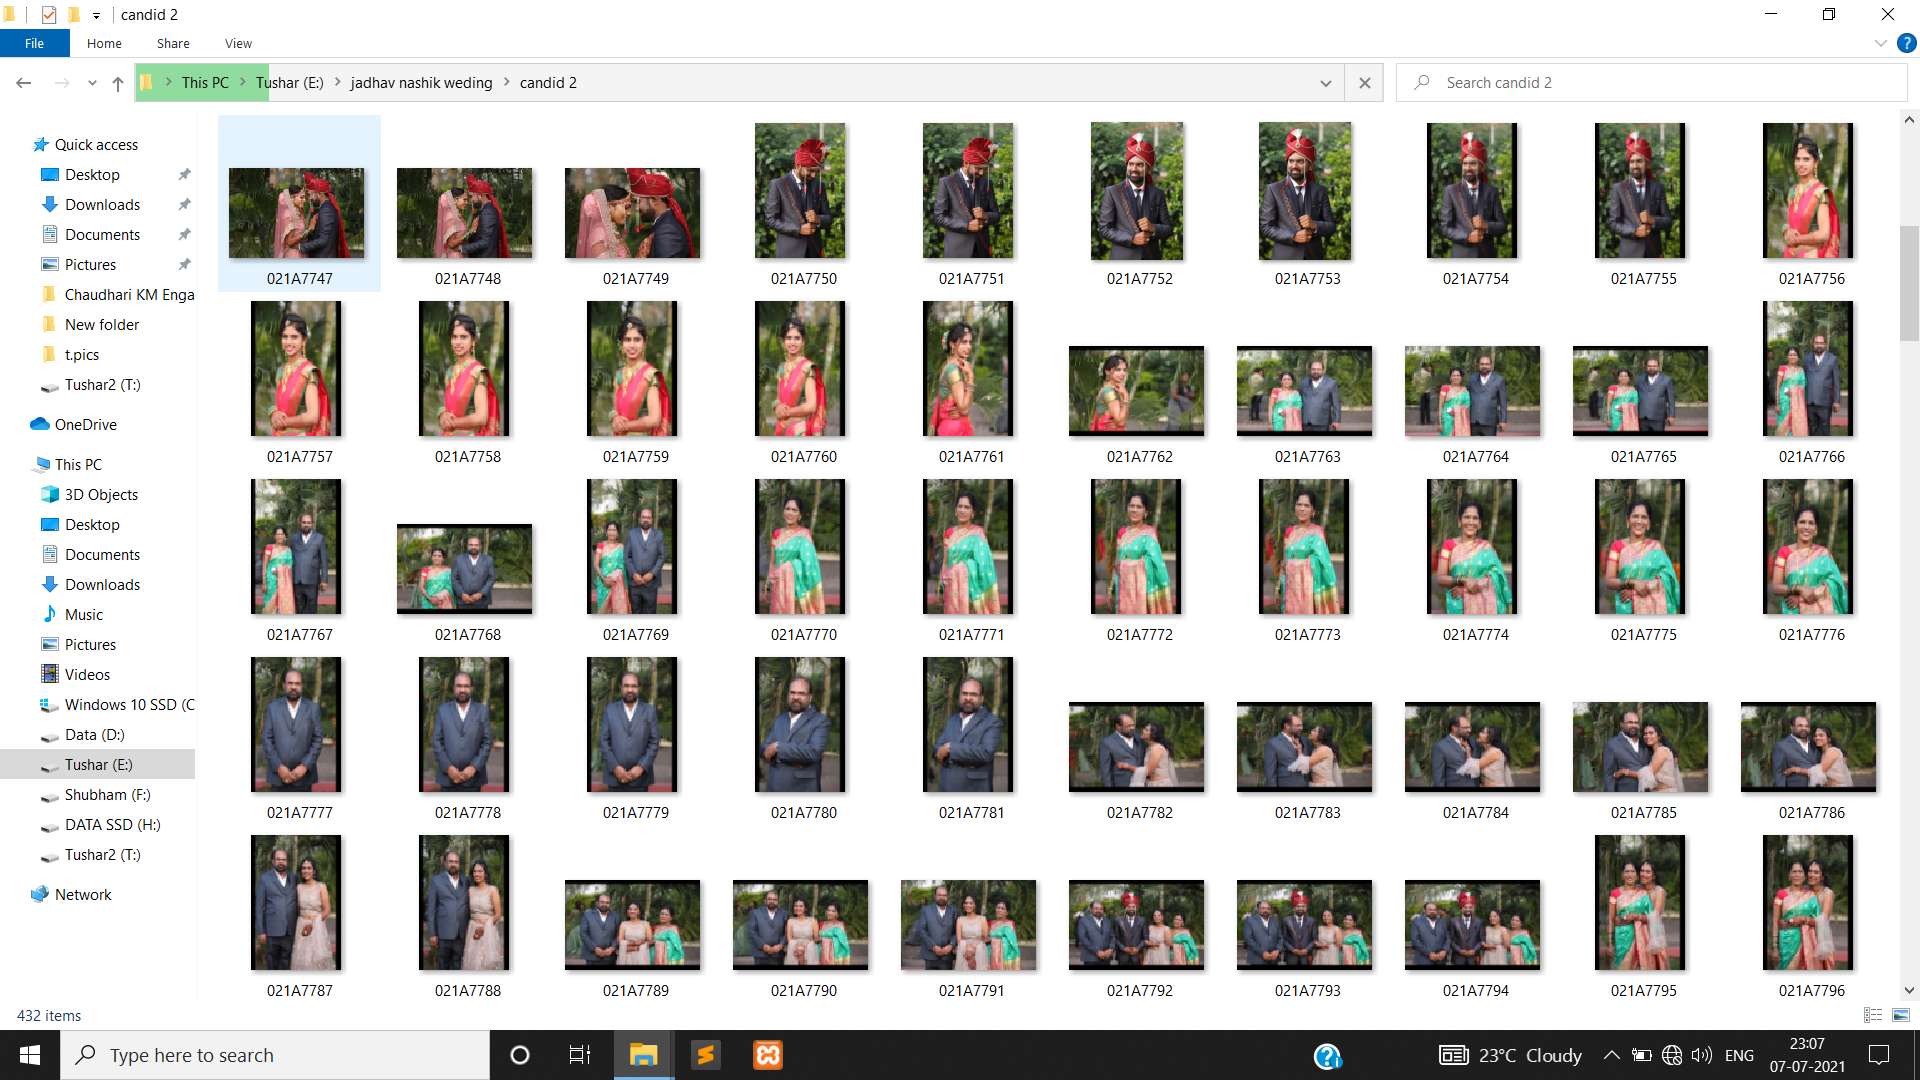 candid 2
File Home Share View
This PC Tushar (E:) jadhav nashik weding candid 2
Search candid 2
Quick access
Desktop
Downloads
Documents
Pictures
Chaudhari KM Enga
New folder
t.pics
Tushar2 (T:)
OneDrive
This PC
3D Objects
Desktop
Documents
Downloads
Music
Pictures
Videos
Windows 10 SSD (C
Data (D:)
Tushar (E:)
Shubham (F:)
DATA SSD (H:)
Tushar2 (T:)
Network
021A7747 021A7748 021A7749 021A7750 021A7751 021A7752 021A7753 021A7754 021A7755 021A7756
021A7757 021A7758 021A7759 021A7760 021A7761 021A7762 021A7763 021A7764 021A7765 021A7766
021A7767 021A7768 021A7769 021A7770 021A7771 021A7772 021A7773 021A7774 021A7775 021A7776
021A7777 021A7778 021A7779 021A7780 021A7781 021A7782 021A7783 021A7784 021A7785 021A7786
021A7787 021A7788 021A7789 021A7790 021A7791 021A7792 021A7793 021A7794 021A7795 021A7796
432 items
Type here to search
23°C Cloudy
ENG
23:07
07-07-2021